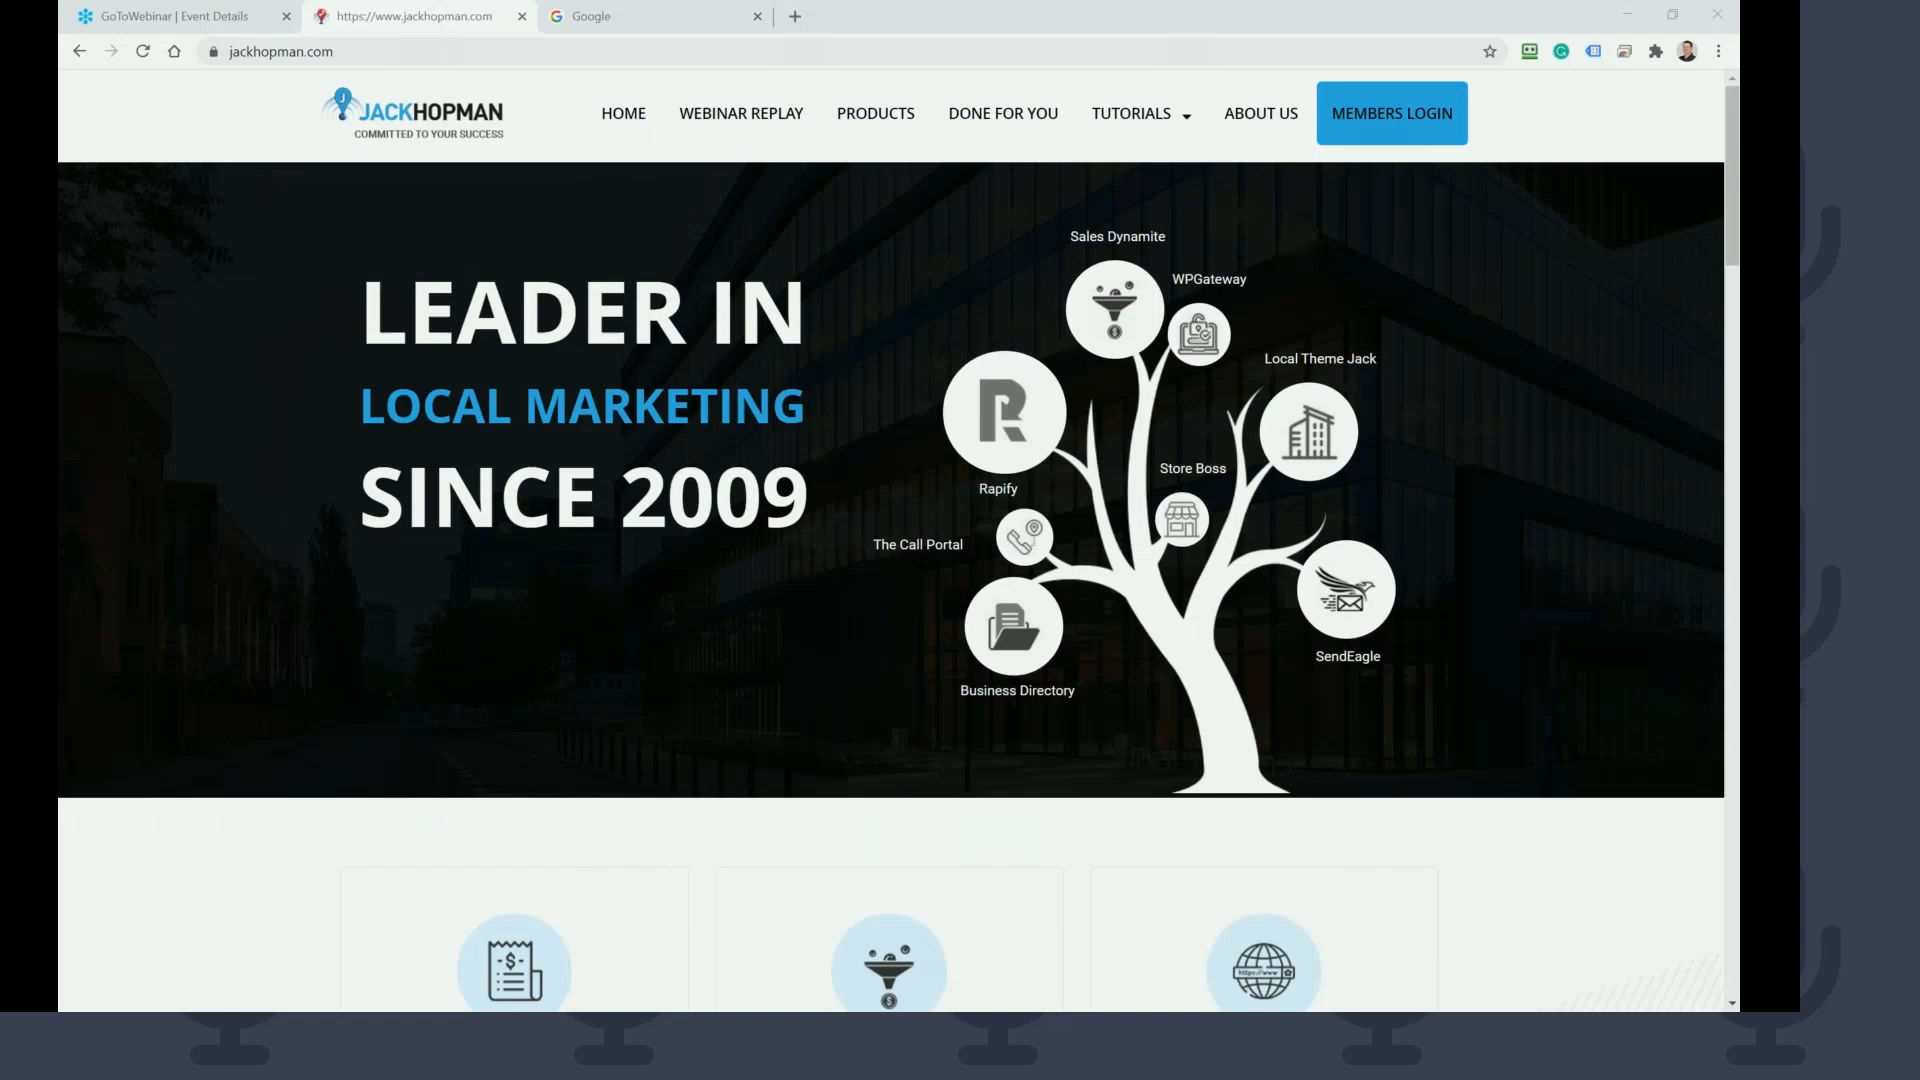 GoToWebinar | Event Details
https://www.jackhopman.com
Google
jackhopman.com
J
JACKHOPMAN
COMMITTED TO YOUR SUCCESS
HOME
WEBINAR REPLAY
PRODUCTS
DONE FOR YOU
TUTORIALS
ABOUT US
MEMBERS LOGIN
LEADER IN
LOCAL MARKETING
SINCE 2009
Sales Dynamite
WPGateway
Local Theme Jack
R
Rapify
Store Boss
The Call Portal
Business Directory
SendEagle
-$-
$
https://www